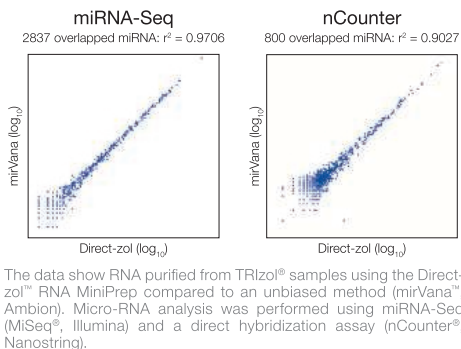 miRNA-Seq
2837 overlapped miRNA: r² = 0.9706
mirVana (log₁₀)
Direct-zol (log₁₀)
nCounter
800 overlapped miRNA: r² = 0.9027
mirVana (log₁₀)
Direct-zol (log₁₀)
The data show RNA purified from TRIzol® samples using the Direct-
zol™ RNA MiniPrep compared to an unbiased method (mirVana™
Ambion). Micro-RNA analysis was performed using miRNA-Seq
(MiSeq®, Illumina) and a direct hybridization assay (nCounter®
Nanostring).